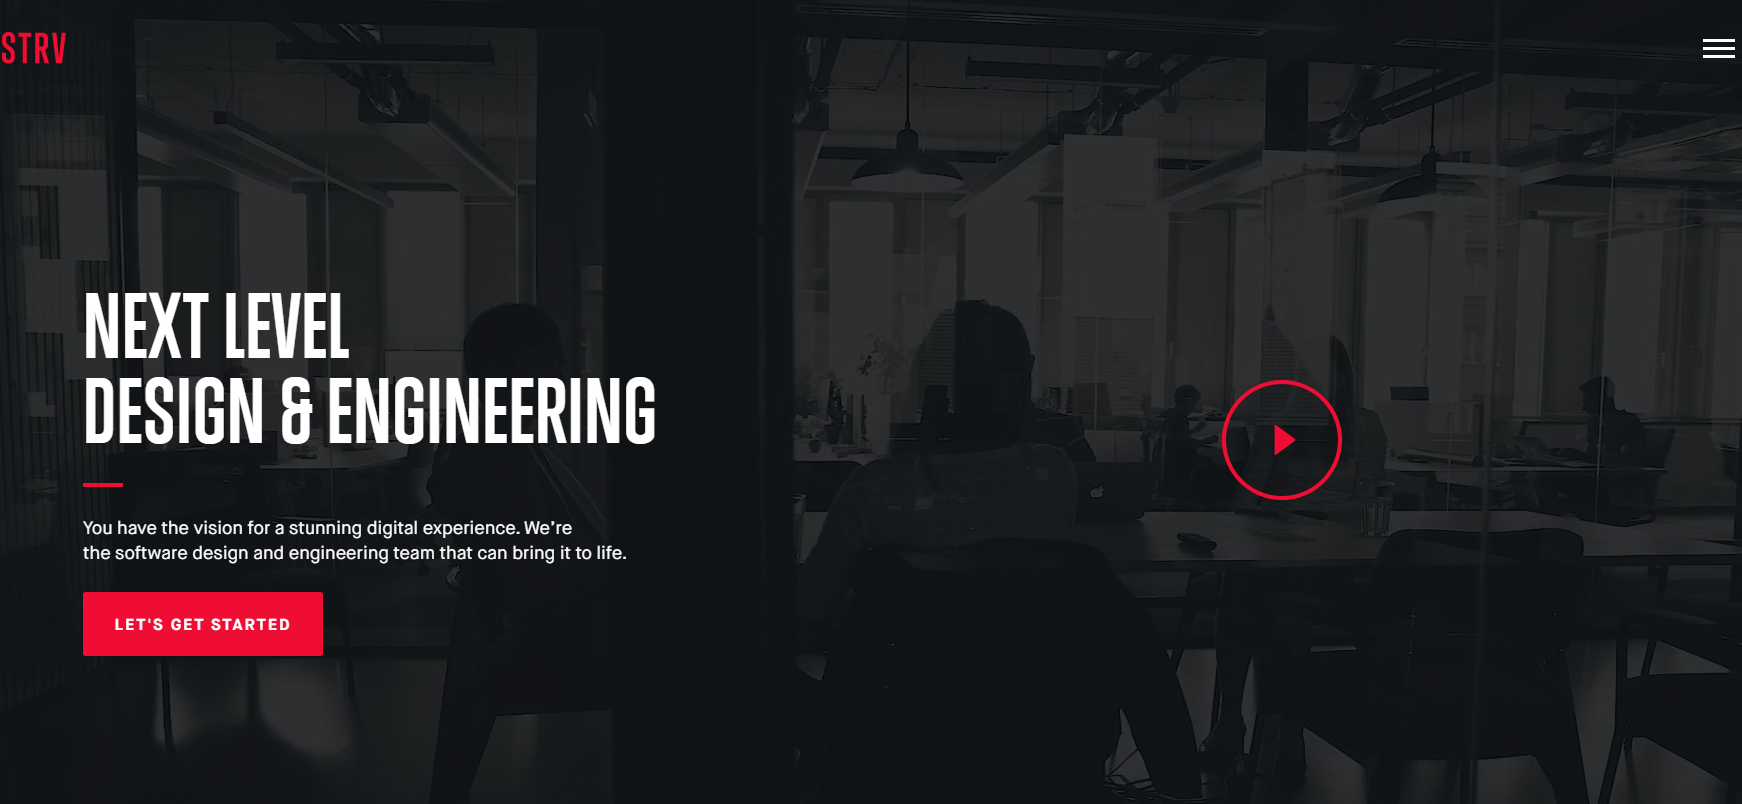 STRV
NEXT LEVEL
DESIGN & ENGINEERING
You have the vision for a stunning digital experience. We’re
the software design and engineering team that can bring it to life.
LET'S GET STARTED